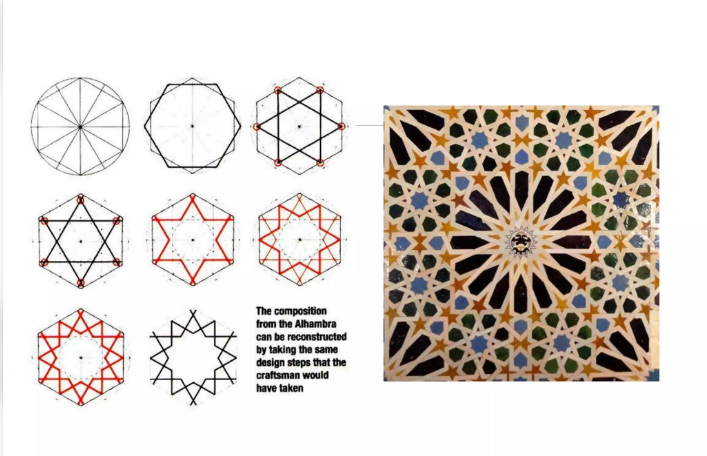 The composition
from the Alhambra
can be reconstructed
by taking the same
design steps that the
craftsman would
have taken